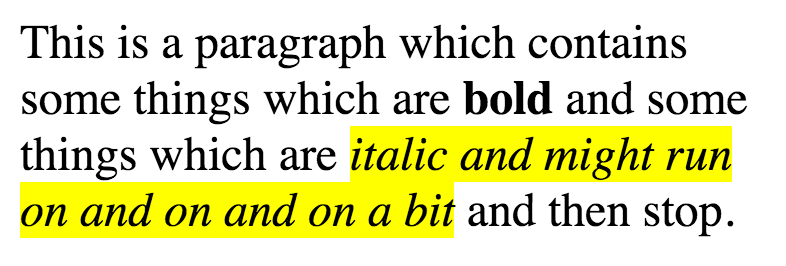 This is a paragraph which contains
some things which are bold and some
things which are italic and might run
on and on and on a bit and then stop.